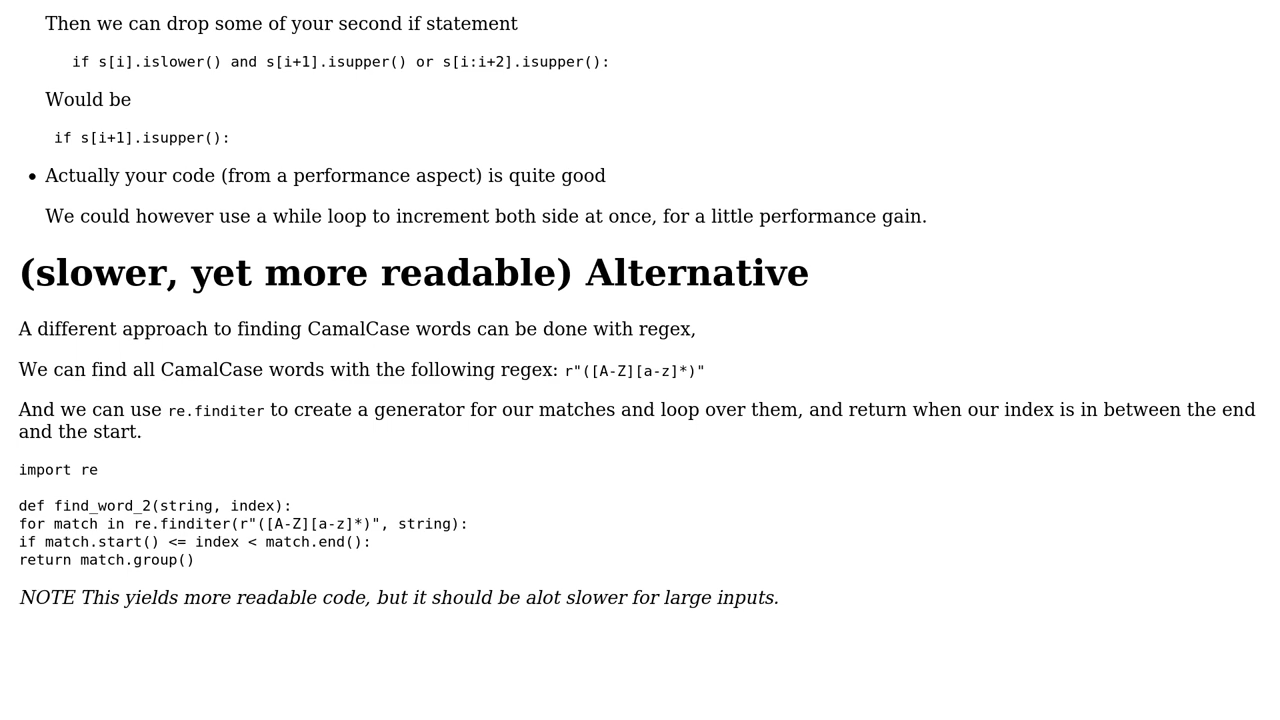 Then we can drop some of your second if statement
if s[i].islower() and s[i+1].isupper() or s[i:i+2].isupper():
Would be
if s[i+1].isupper():
• Actually your code (from a performance aspect) is quite good
We could however use a while loop to increment both side at once, for a little performance gain.
(slower, yet more readable) Alternative
A different approach to finding CamalCase words can be done with regex,
We can find all CamalCase words with the following regex: r"([A-Z][a-z]*)"
And we can use re.finditer to create a generator for our matches and loop over them, and return when our index is in between the end
and the start.
import re
def find_word_2(string, index):
for match in re.finditer(r"([A-Z][a-z]*)", string):
if match.start() <= index < match.end():
return match.group()
NOTE This yields more readable code, but it should be alot slower for large inputs.